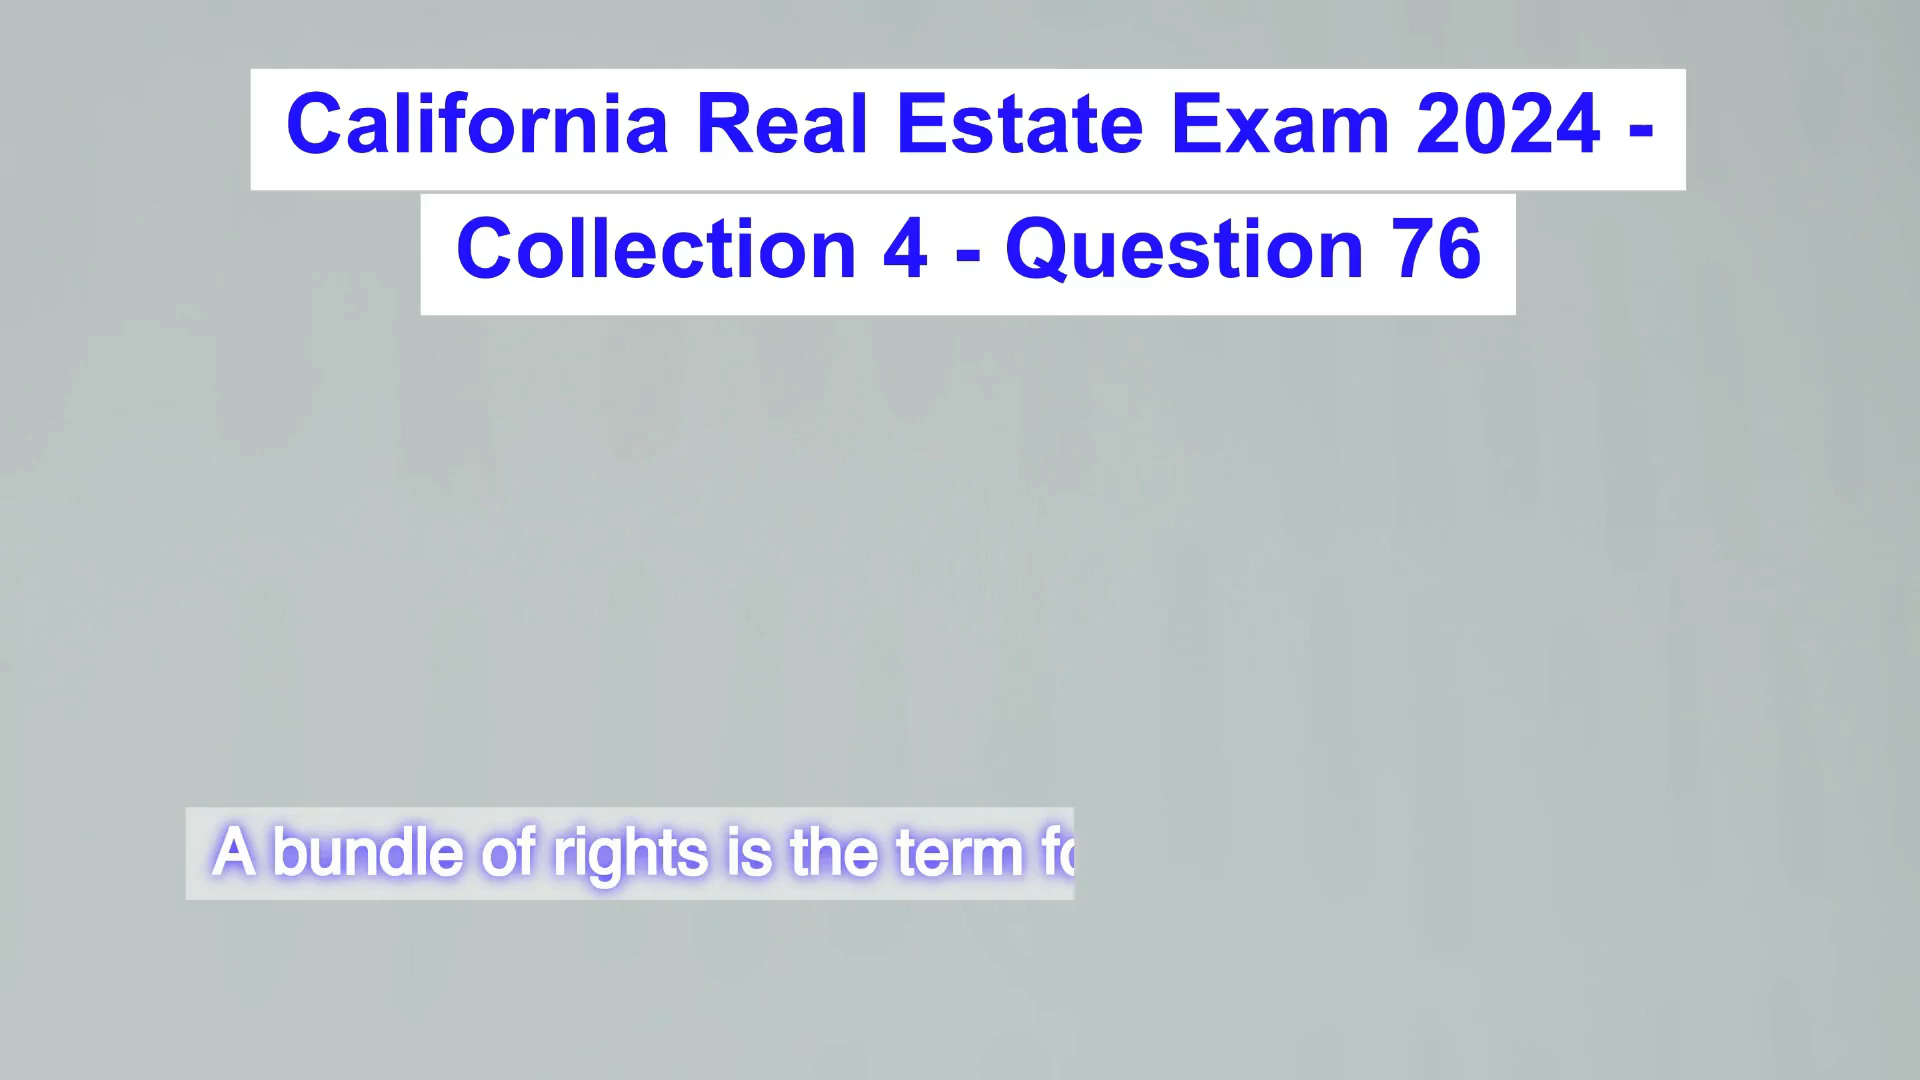 California Real Estate Exam 2024 -
Collection 4 - Question 76
A bundle of rights is the term